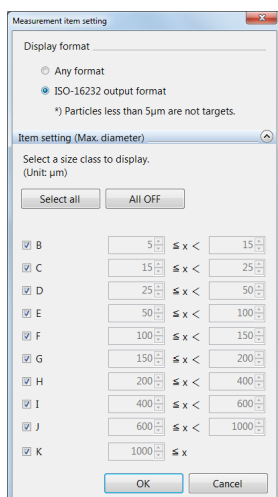 Measurement item setting
Display format
Any format
ISO-16232 output format
*) Particles less than 5μm are not targets.
Item setting (Max. diameter)
Select a size class to display.
(Unit: μm)
Select all All OFF
B 5 ≦ x < 15
C 15 ≦ x < 25
D 25 ≦ x < 50
E 50 ≦ x < 100
F 100 ≦ x < 150
G 150 ≦ x < 200
H 200 ≦ x < 400
I 400 ≦ x < 600
J 600 ≦ x < 1000
K 1000 ≦ x
OK Cancel